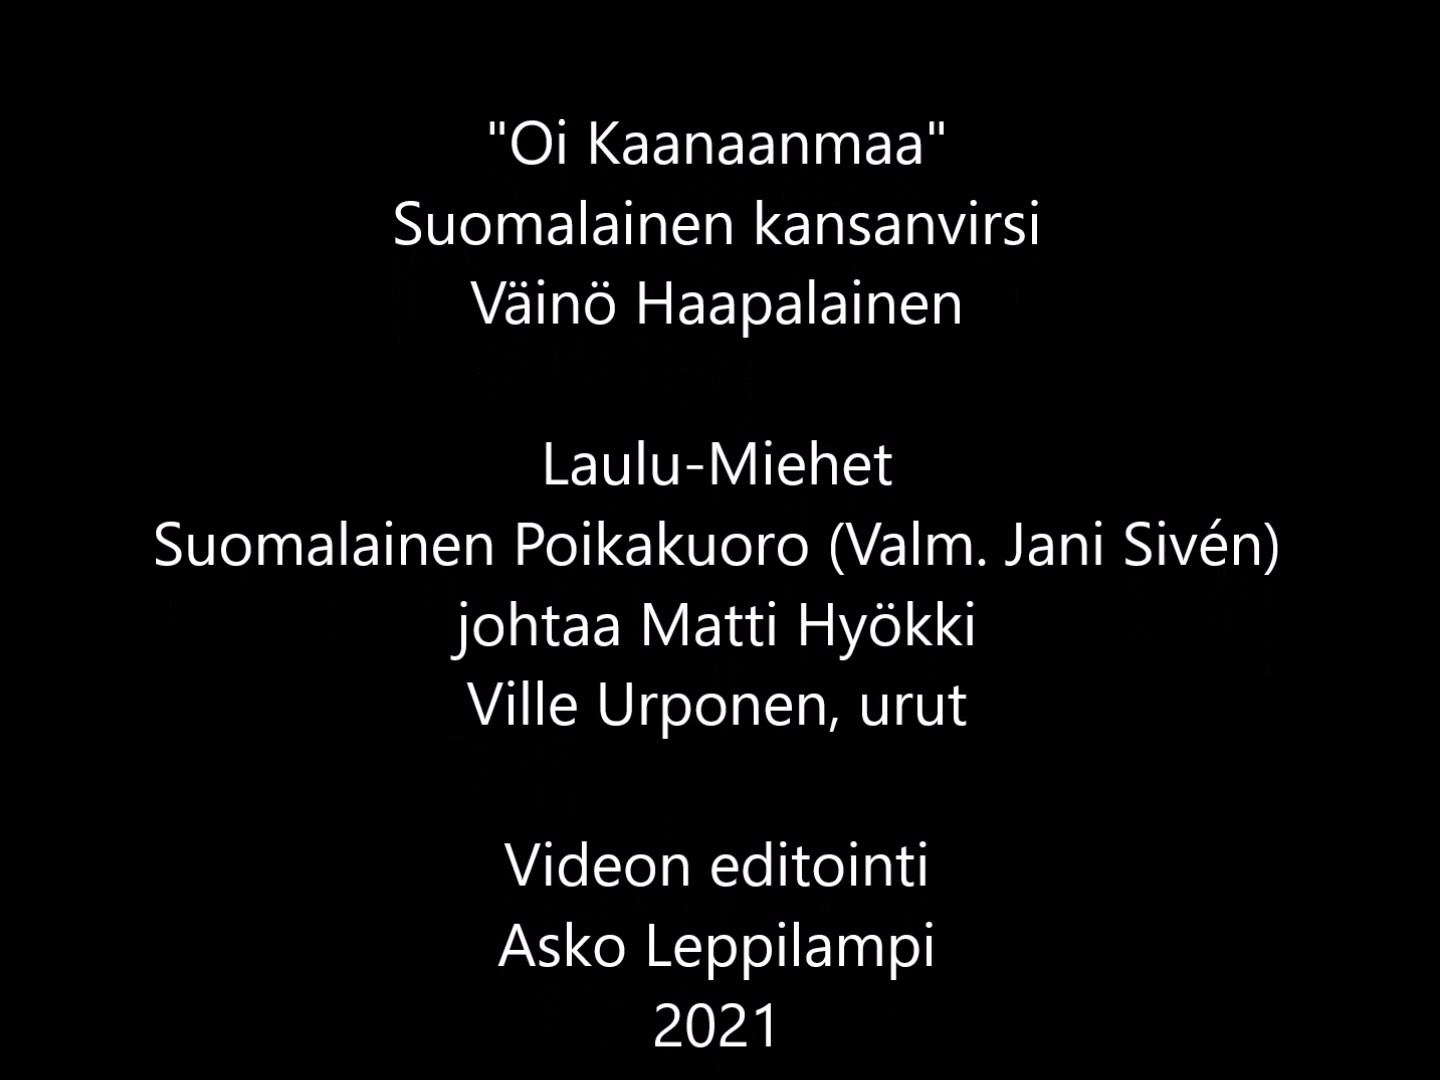 "Oi Kaanaanmaa"
Suomalainen kansanvirsi
Väinö Haapalainen
Laulu-Miehet
Suomalainen Poikakuoro (Valm. Jani Sivén)
johtaa Matti Hyökki
Ville Urponen, urut
Videon editointi
Asko Leppilampi
2021